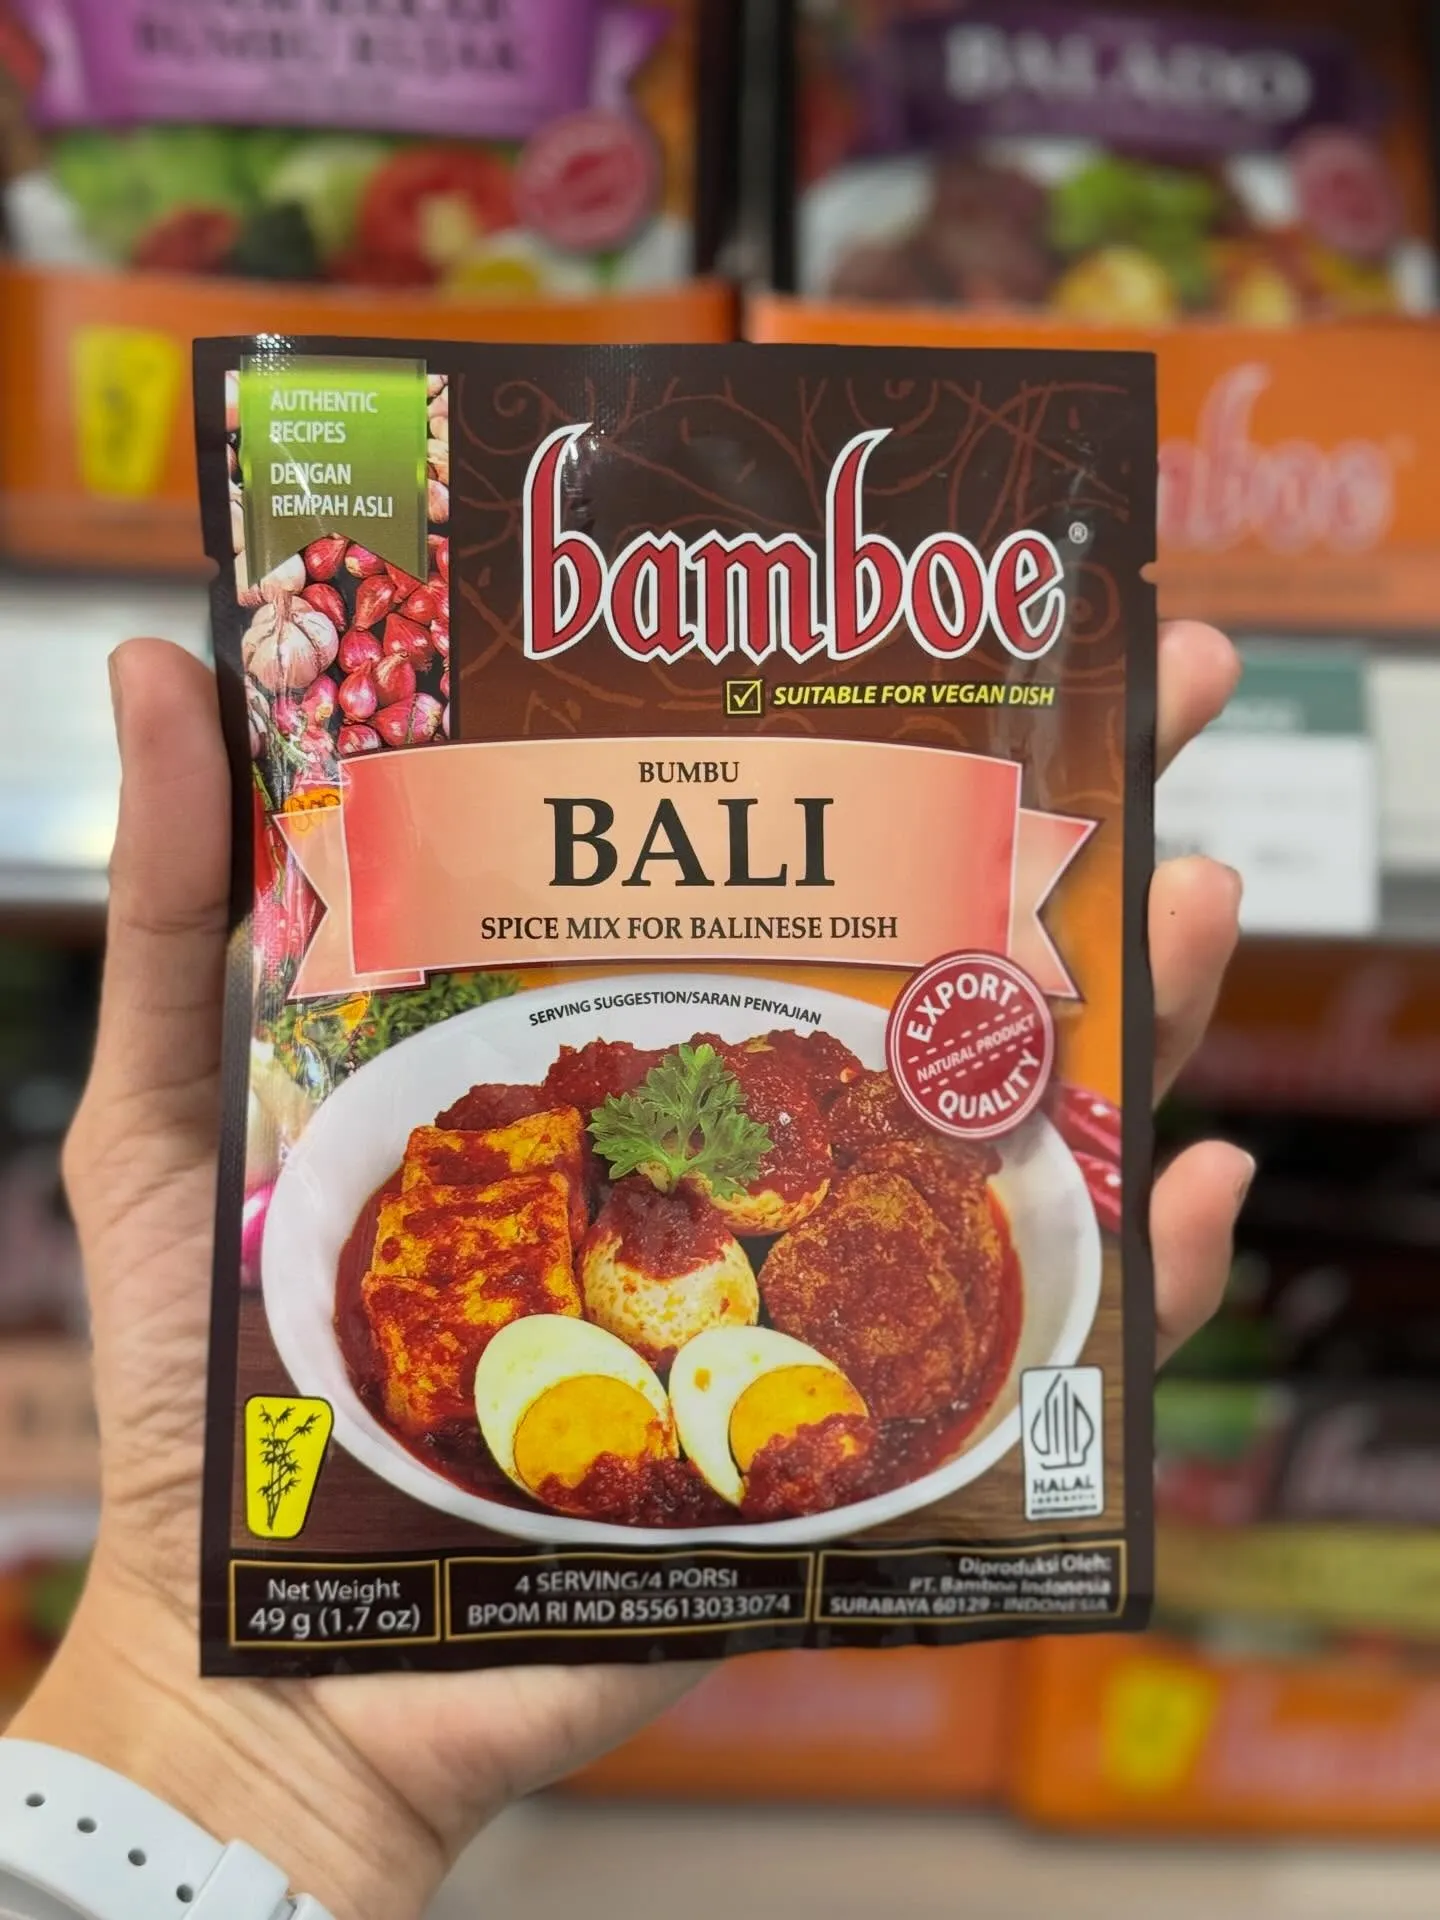 BALADO
AUTHENTIC
RECIPES
DENGAN
REMPAH ASLI
bamboe®
SUITABLE FOR VEGAN DISH
BUMBU
BALI
SPICE MIX FOR BALINESE DISH
SERVING SUGGESTION/SARAN PENYAJIAN
EXPORT
NATURAL PRODUCT
QUALITY
HALAL
INDONESIA
Net Weight
49 g (1.7 oz)
4 SERVING/4 PORSI
BPOM RI MD 855613033074
Diproduksi Oleh:
PT. Bamboe Indonesia
SURABAYA 60129 - INDONESIA